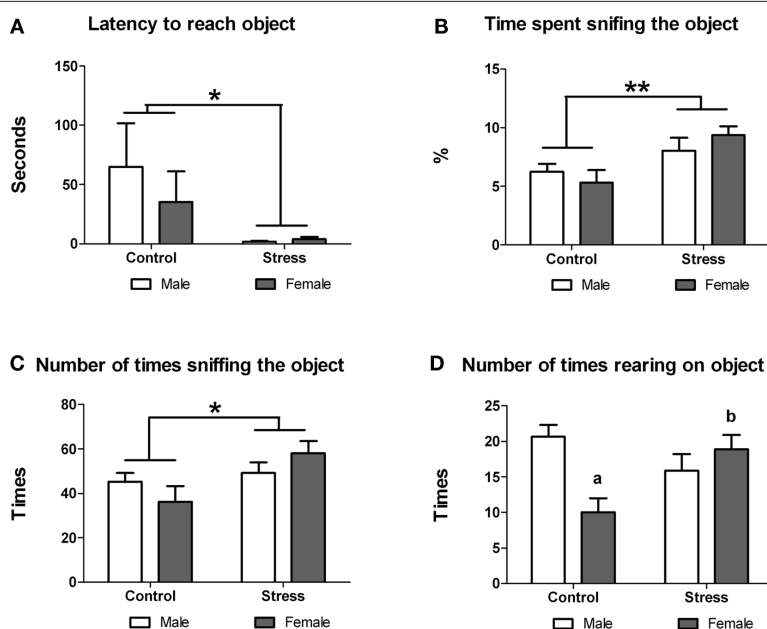 A Latency to reach object
150
100
50
0
Seconds
*
Control Stress
Male Female
B Time spent snifing the object
15
10
5
0
%
**
Control Stress
Male Female
C Number of times sniffing the object
80
60
40
20
0
Times
*
Control Stress
Male Female
D Number of times rearing on object
25
20
15
10
5
0
Times
a
b
Control Stress
Male Female